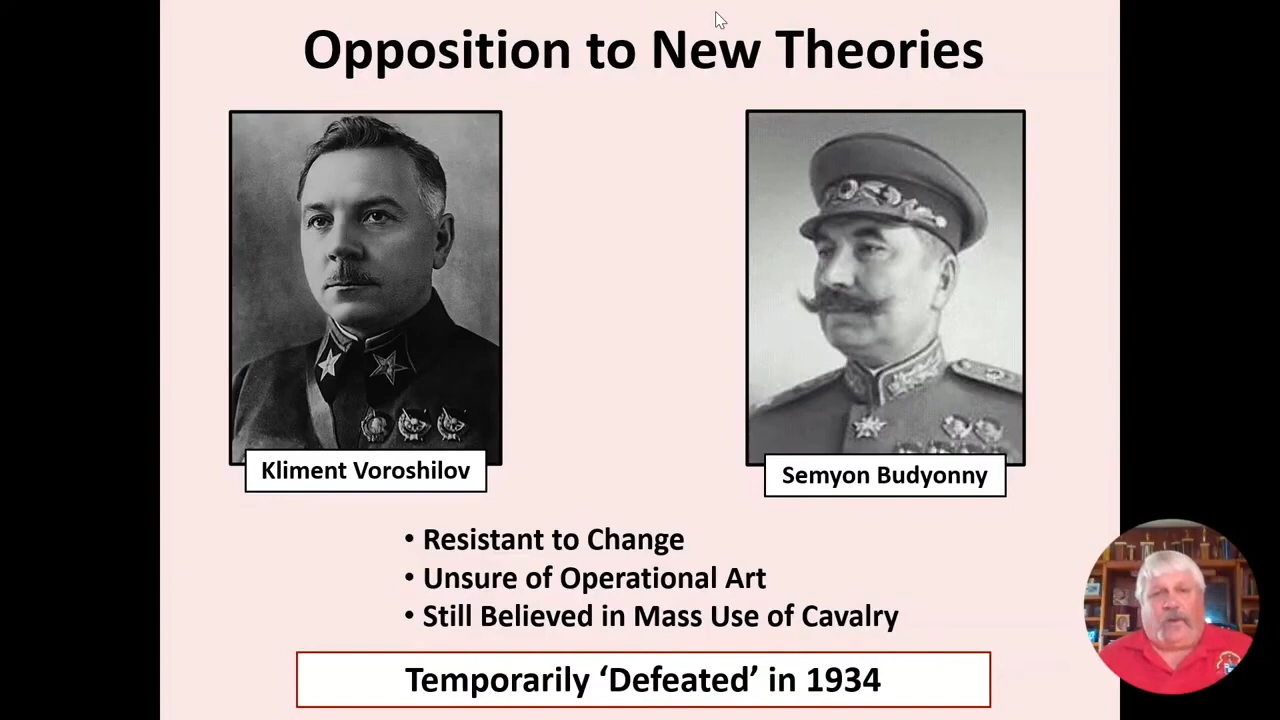 Opposition to New Theories
Kliment Voroshilov
Semyon Budyonny
• Resistant to Change
• Unsure of Operational Art
• Still Believed in Mass Use of Cavalry
Temporarily ‘Defeated’ in 1934